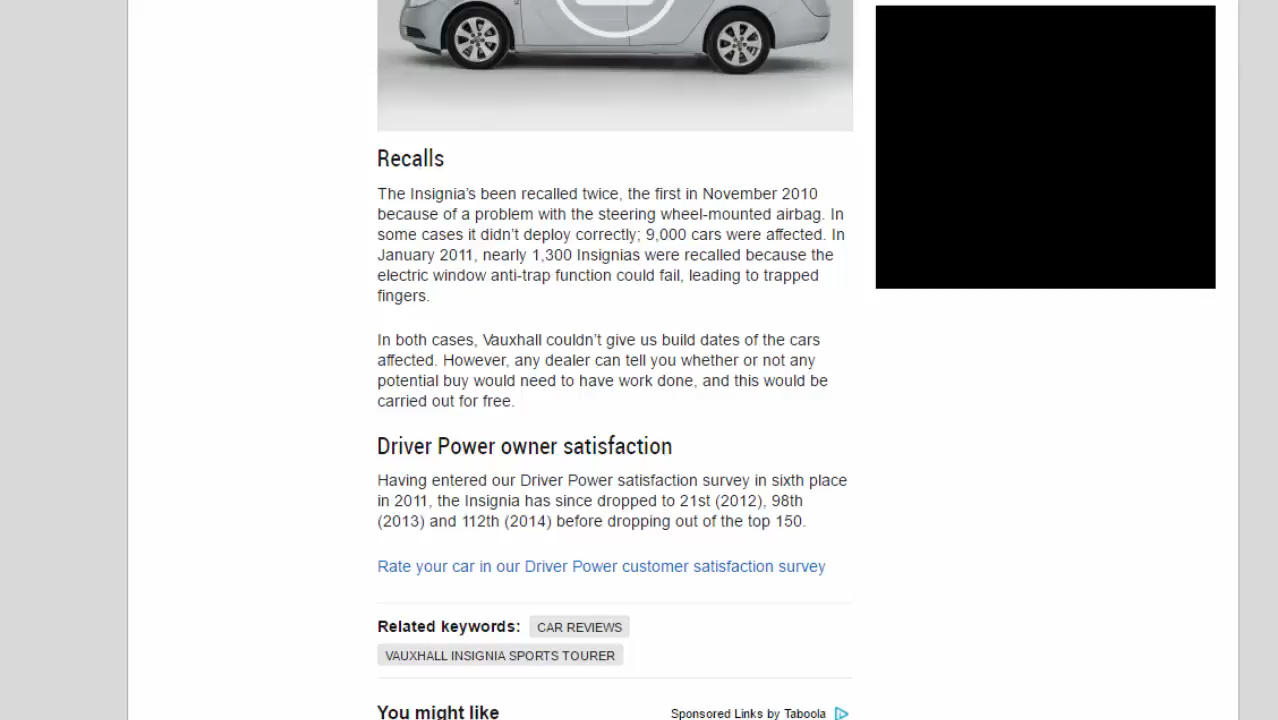 Recalls
The Insignia’s been recalled twice, the first in November 2010
because of a problem with the steering wheel-mounted airbag. In
some cases it didn’t deploy correctly; 9,000 cars were affected. In
January 2011, nearly 1,300 Insignias were recalled because the
electric window anti-trap function could fail, leading to trapped
fingers.
In both cases, Vauxhall couldn’t give us build dates of the cars
affected. However, any dealer can tell you whether or not any
potential buy would need to have work done, and this would be
carried out for free.
Driver Power owner satisfaction
Having entered our Driver Power satisfaction survey in sixth place
in 2011, the Insignia has since dropped to 21st (2012), 98th
(2013) and 112th (2014) before dropping out of the top 150.
Rate your car in our Driver Power customer satisfaction survey
Related keywords: CAR REVIEWS
VAUXHALL INSIGNIA SPORTS TOURER
You might like Sponsored Links by Taboola